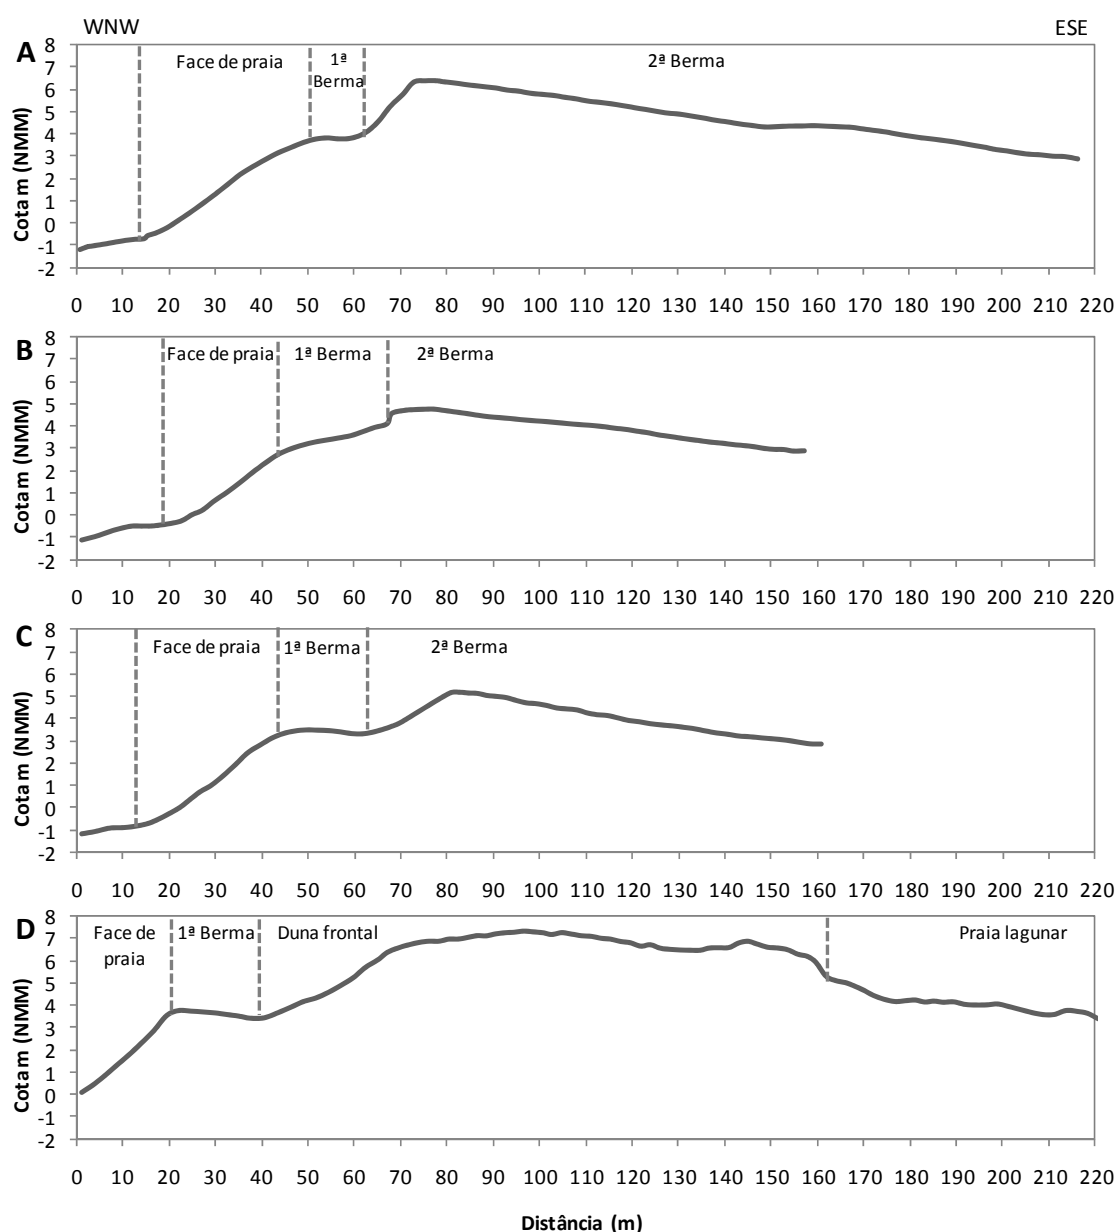 WNW
ESE
A
Face de praia
1ª
Berma
2ª Berma
8
7
6
5
4
3
2
1
0
-1
-2
Cota m (NMM)
0 10 20 30 40 50 60 70 80 90 100 110 120 130 140 150 160 170 180 190 200 210 220
B
Face de praia
1ª Berma
2ª Berma
8
7
6
5
4
3
2
1
0
-1
-2
Cota m (NMM)
0 10 20 30 40 50 60 70 80 90 100 110 120 130 140 150 160 170 180 190 200 210 220
C
Face de praia
1ª Berma
2ª Berma
8
7
6
5
4
3
2
1
0
-1
-2
Cota m (NMM)
0 10 20 30 40 50 60 70 80 90 100 110 120 130 140 150 160 170 180 190 200 210 220
D
Face de
praia
1ª Berma
Duna frontal
Praia lagunar
8
7
6
5
4
3
2
1
0
-1
-2
Cota m (NMM)
0 10 20 30 40 50 60 70 80 90 100 110 120 130 140 150 160 170 180 190 200 210 220
Distância (m)